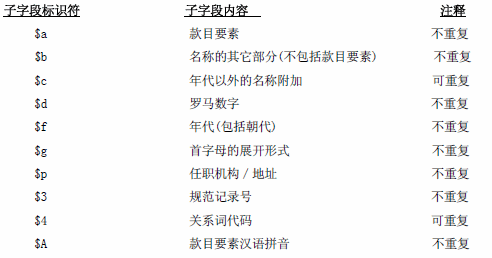 子字段标识符 子字段内容 注释
$a 款目要素 不重复
$b 名称的其它部分(不包括款目要素) 不重复
$c 年代以外的名称附加 可重复
$d 罗马数字 不重复
$f 年代(包括朝代) 不重复
$g 首字母的展开形式 不重复
$p 任职机构／地址 不重复
$3 规范记录号 不重复
$4 关系词代码 可重复
$A 款目要素汉语拼音 不重复